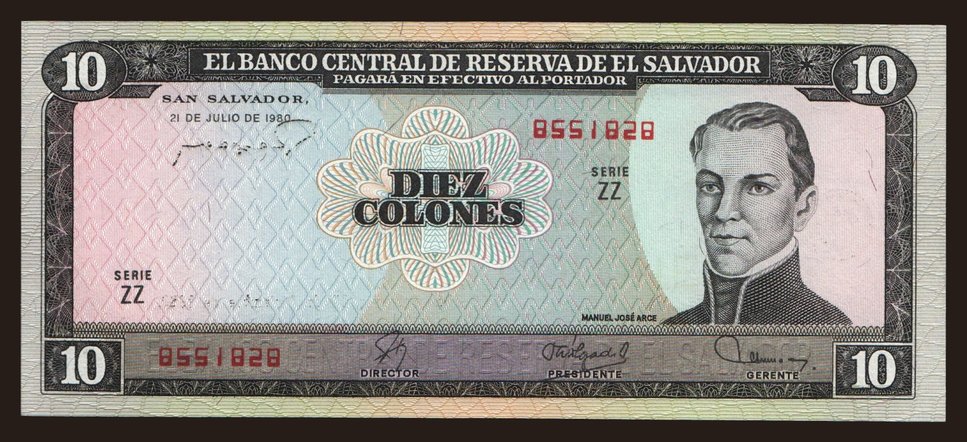 10 EL BANCO CENTRAL DE RESERVA DE EL SALVADOR 10
PAGARÁ EN EFECTIVO AL PORTADOR
SAN SALVADOR,
21 DE JULIO DE 1980
8551828
SERIE
ZZ
DIEZ
COLONES
SERIE
ZZ
MANUEL JOSÉ ARCE
10 8551828 10
DIRECTOR PRESIDENTE GERENTE